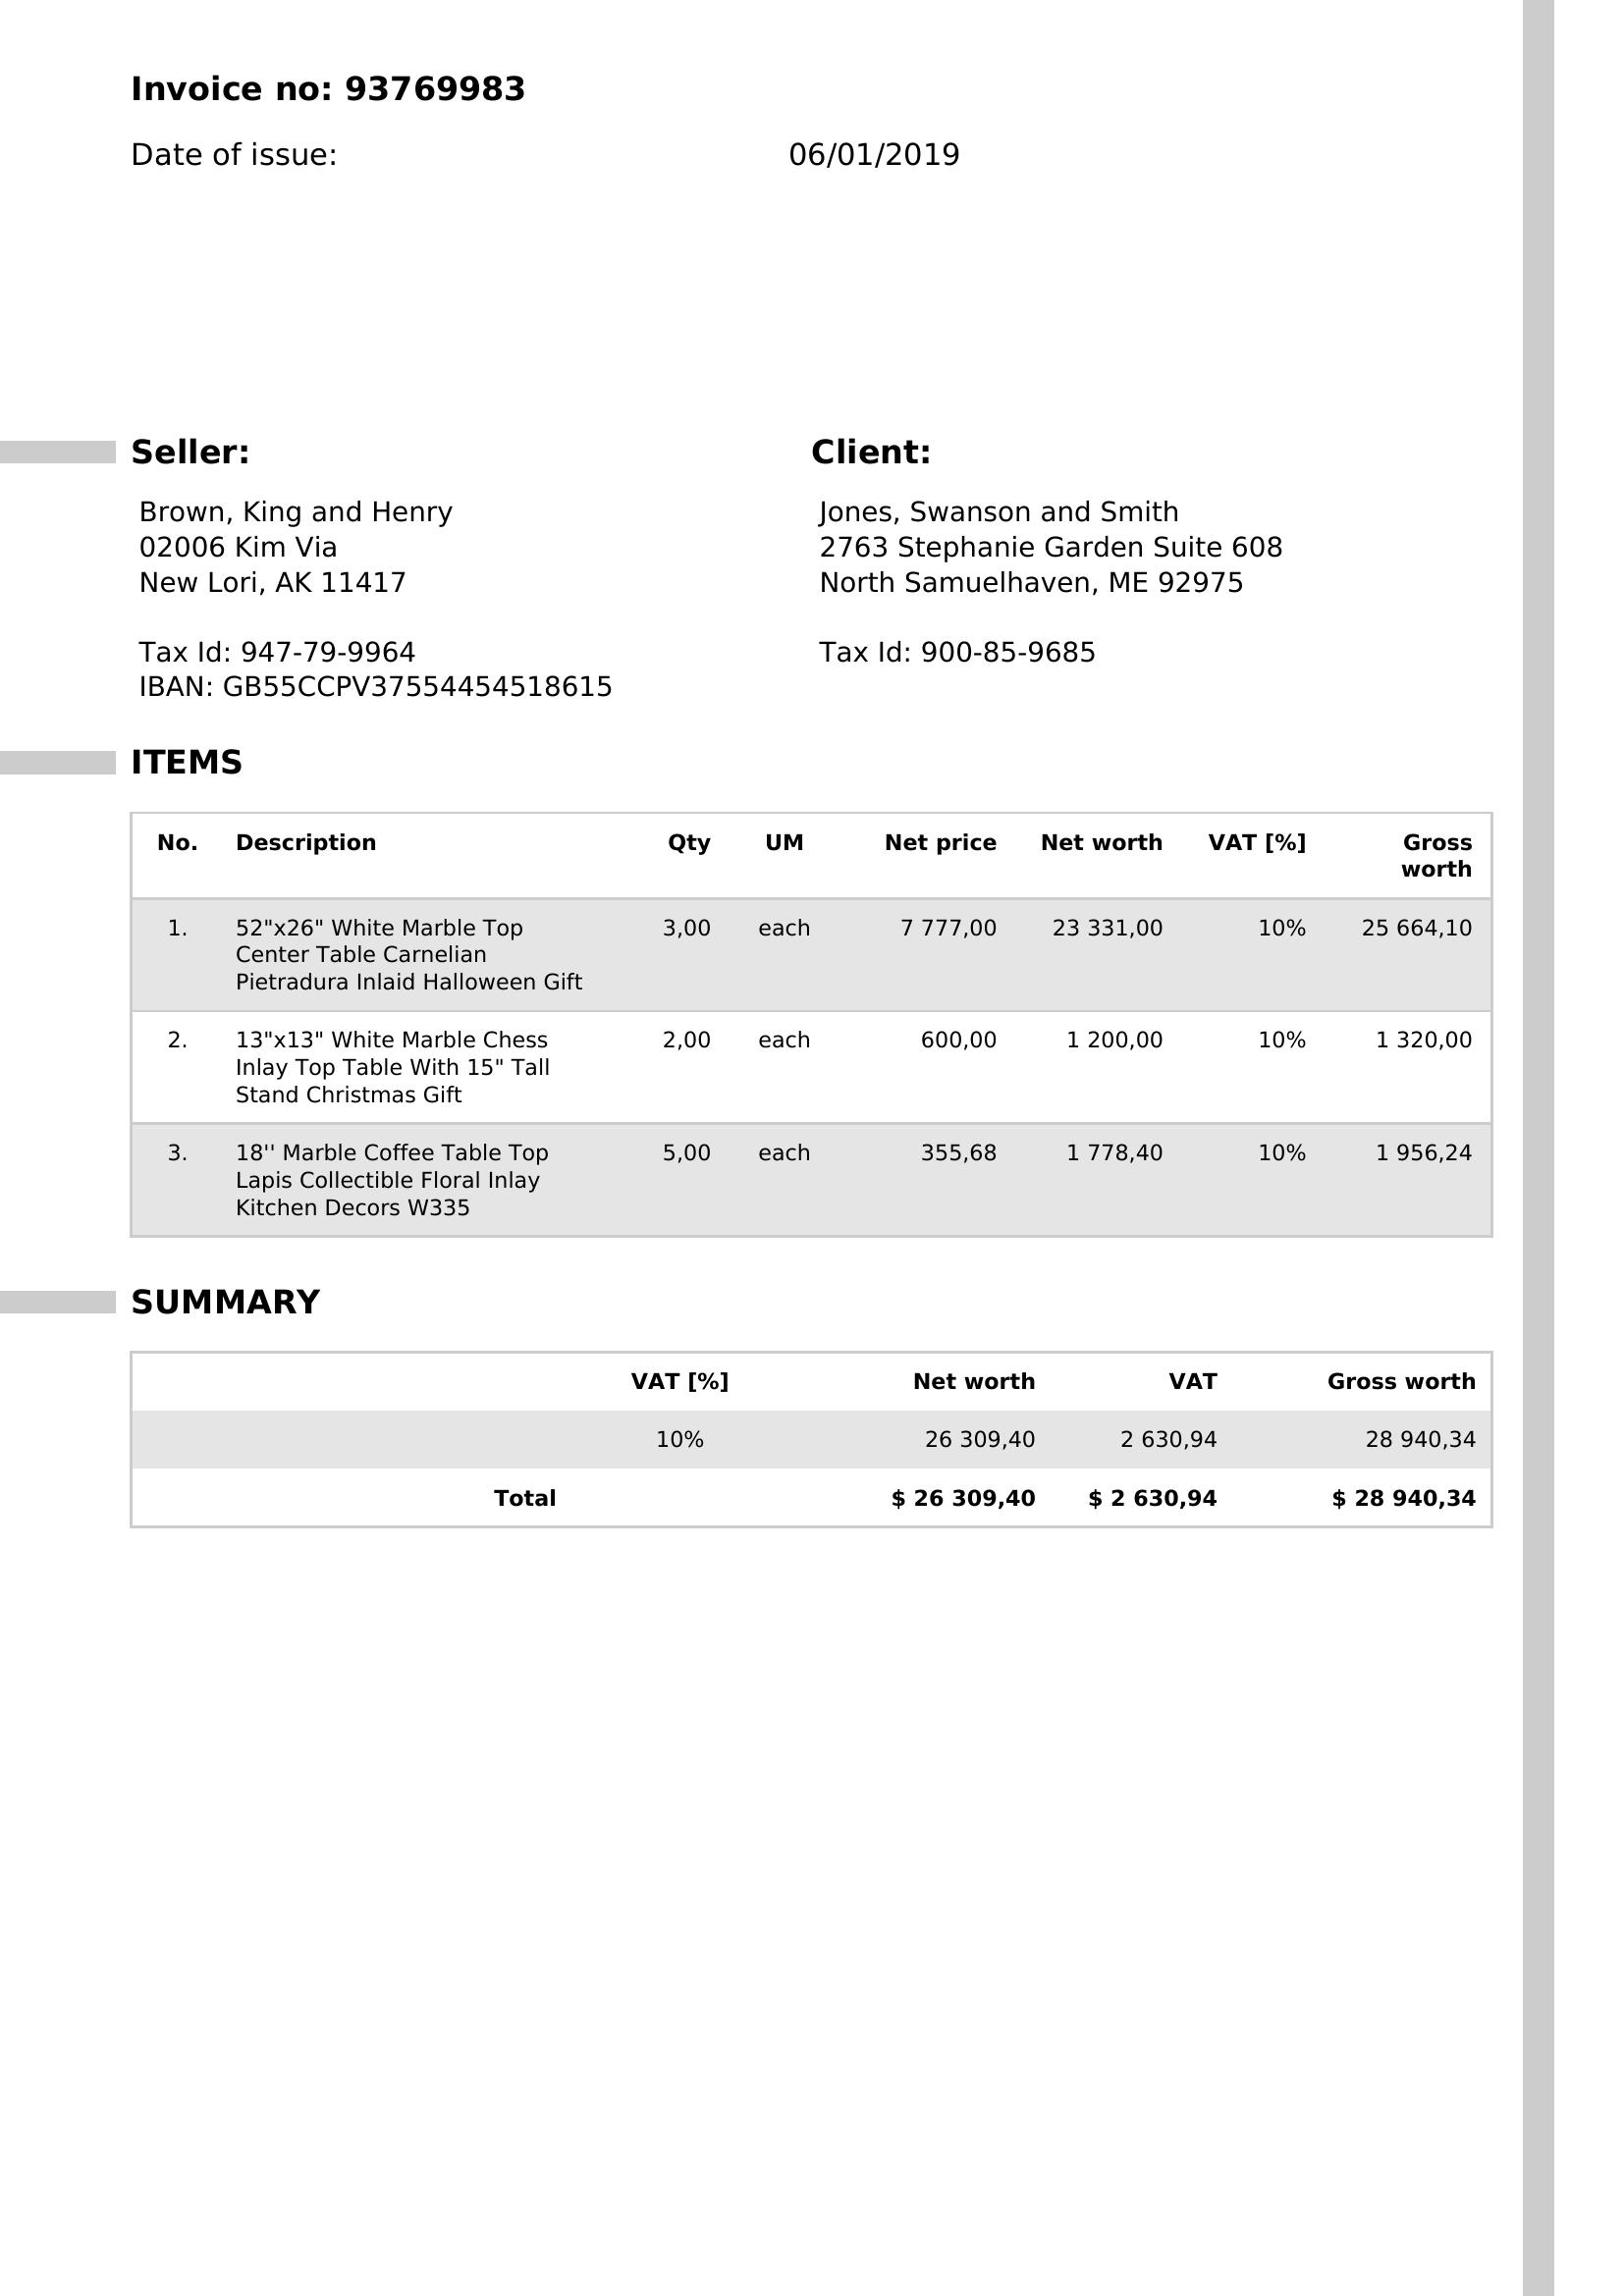 Invoice no: 93769983
Date of issue: 06/01/2019
Seller:
Brown, King and Henry
02006 Kim Via
New Lori, AK 11417
Tax Id: 947-79-9964
IBAN: GB55CCPV37554454518615
Client:
Jones, Swanson and Smith
2763 Stephanie Garden Suite 608
North Samuelhaven, ME 92975
Tax Id: 900-85-9685
ITEMS
No. Description Qty UM Net price Net worth VAT [%] Gross
worth
1. 52"x26" White Marble Top 3,00 each 7 777,00 23 331,00 10% 25 664,10
Center Table Carnelian
Pietradura Inlaid Halloween Gift
2. 13"x13" White Marble Chess 2,00 each 600,00 1 200,00 10% 1 320,00
Inlay Top Table With 15" Tall
Stand Christmas Gift
3. 18'' Marble Coffee Table Top 5,00 each 355,68 1 778,40 10% 1 956,24
Lapis Collectible Floral Inlay
Kitchen Decors W335
SUMMARY
VAT [%] Net worth VAT Gross worth
10% 26 309,40 2 630,94 28 940,34
Total $ 26 309,40 $ 2 630,94 $ 28 940,34